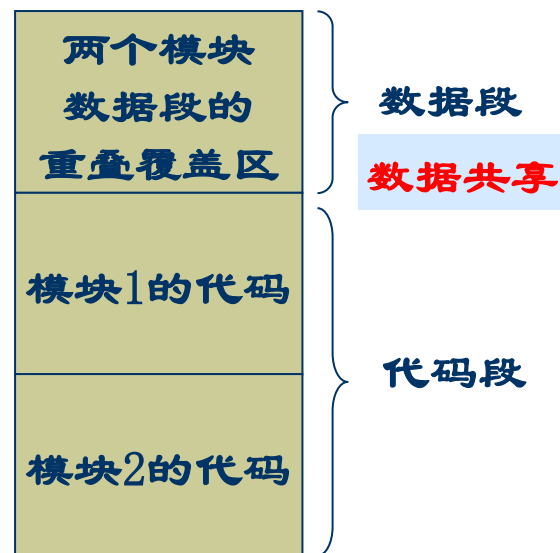 两个模块
数据段的
重叠覆盖区
数据段
数据共享
模块1的代码
代码段
模块2的代码